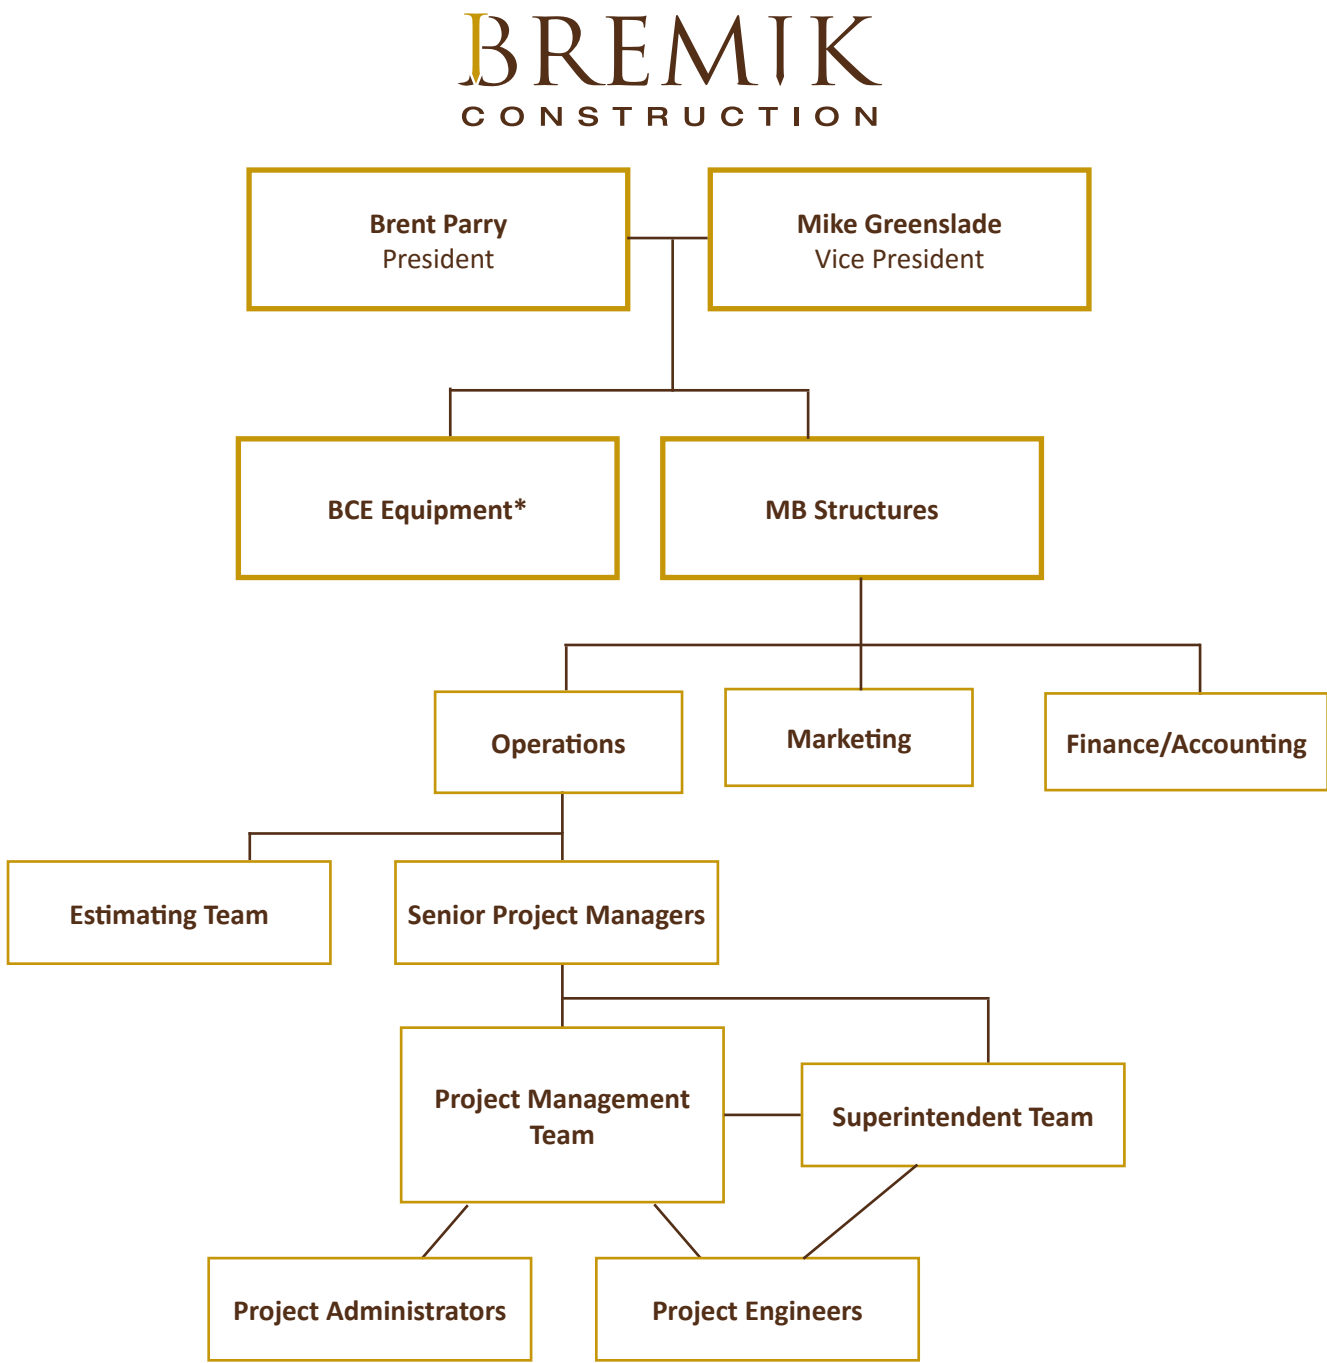 BREMIK
CONSTRUCTION
Brent Parry
President
Mike Greenslade
Vice President
BCE Equipment*
MB Structures
Operations
Marketing
Finance/Accounting
Estimating Team
Senior Project Managers
Project Management
Team
Superintendent Team
Project Administrators
Project Engineers